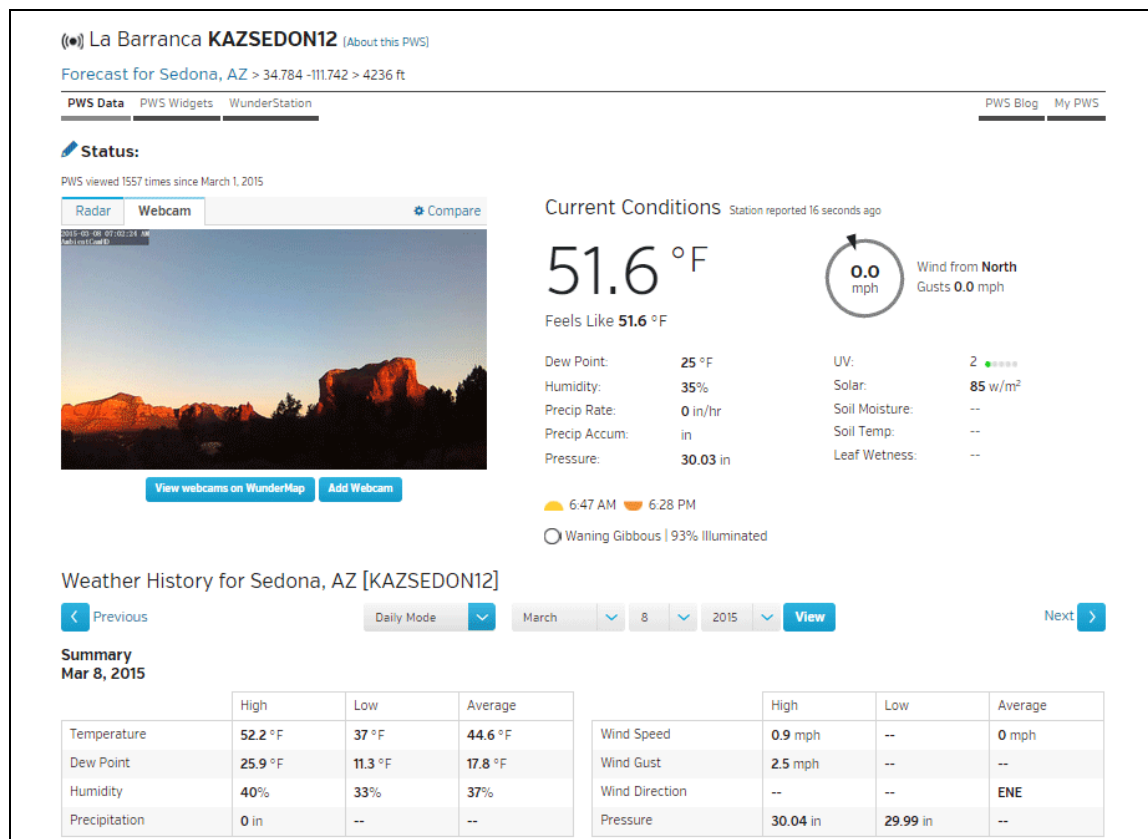 La Barranca KAZSEDON12 (About this PWS)
Forecast for Sedona, AZ > 34.784 -111.742 > 4236 ft
PWS Data PWS Widgets WunderStation PWS Blog My PWS
Status:
PWS viewed 1557 times since March 1, 2015
Radar Webcam Compare
2015-03-08 07:02:24 AM
AmbientCamHD
View webcams on WunderMap Add Webcam
Current Conditions Station reported 16 seconds ago
51.6 °F
Feels Like 51.6 °F
0.0
mph
Wind from North
Gusts 0.0 mph
Dew Point: 25 °F
Humidity: 35%
Precip Rate: 0 in/hr
Precip Accum: in
Pressure: 30.03 in
UV: 2
Solar: 85 w/m²
Soil Moisture: --
Soil Temp: --
Leaf Wetness: --
6:47 AM 6:28 PM
Waning Gibbous | 93% Illuminated
Weather History for Sedona, AZ [KAZSEDON12]
Previous Daily Mode March 8 2015 View Next
Summary
Mar 8, 2015
High Low Average
Temperature 52.2 °F 37 °F 44.6 °F
Dew Point 25.9 °F 11.3 °F 17.8 °F
Humidity 40% 33% 37%
Precipitation 0 in -- --
High Low Average
Wind Speed 0.9 mph -- 0 mph
Wind Gust 2.5 mph -- --
Wind Direction -- -- ENE
Pressure 30.04 in 29.99 in --